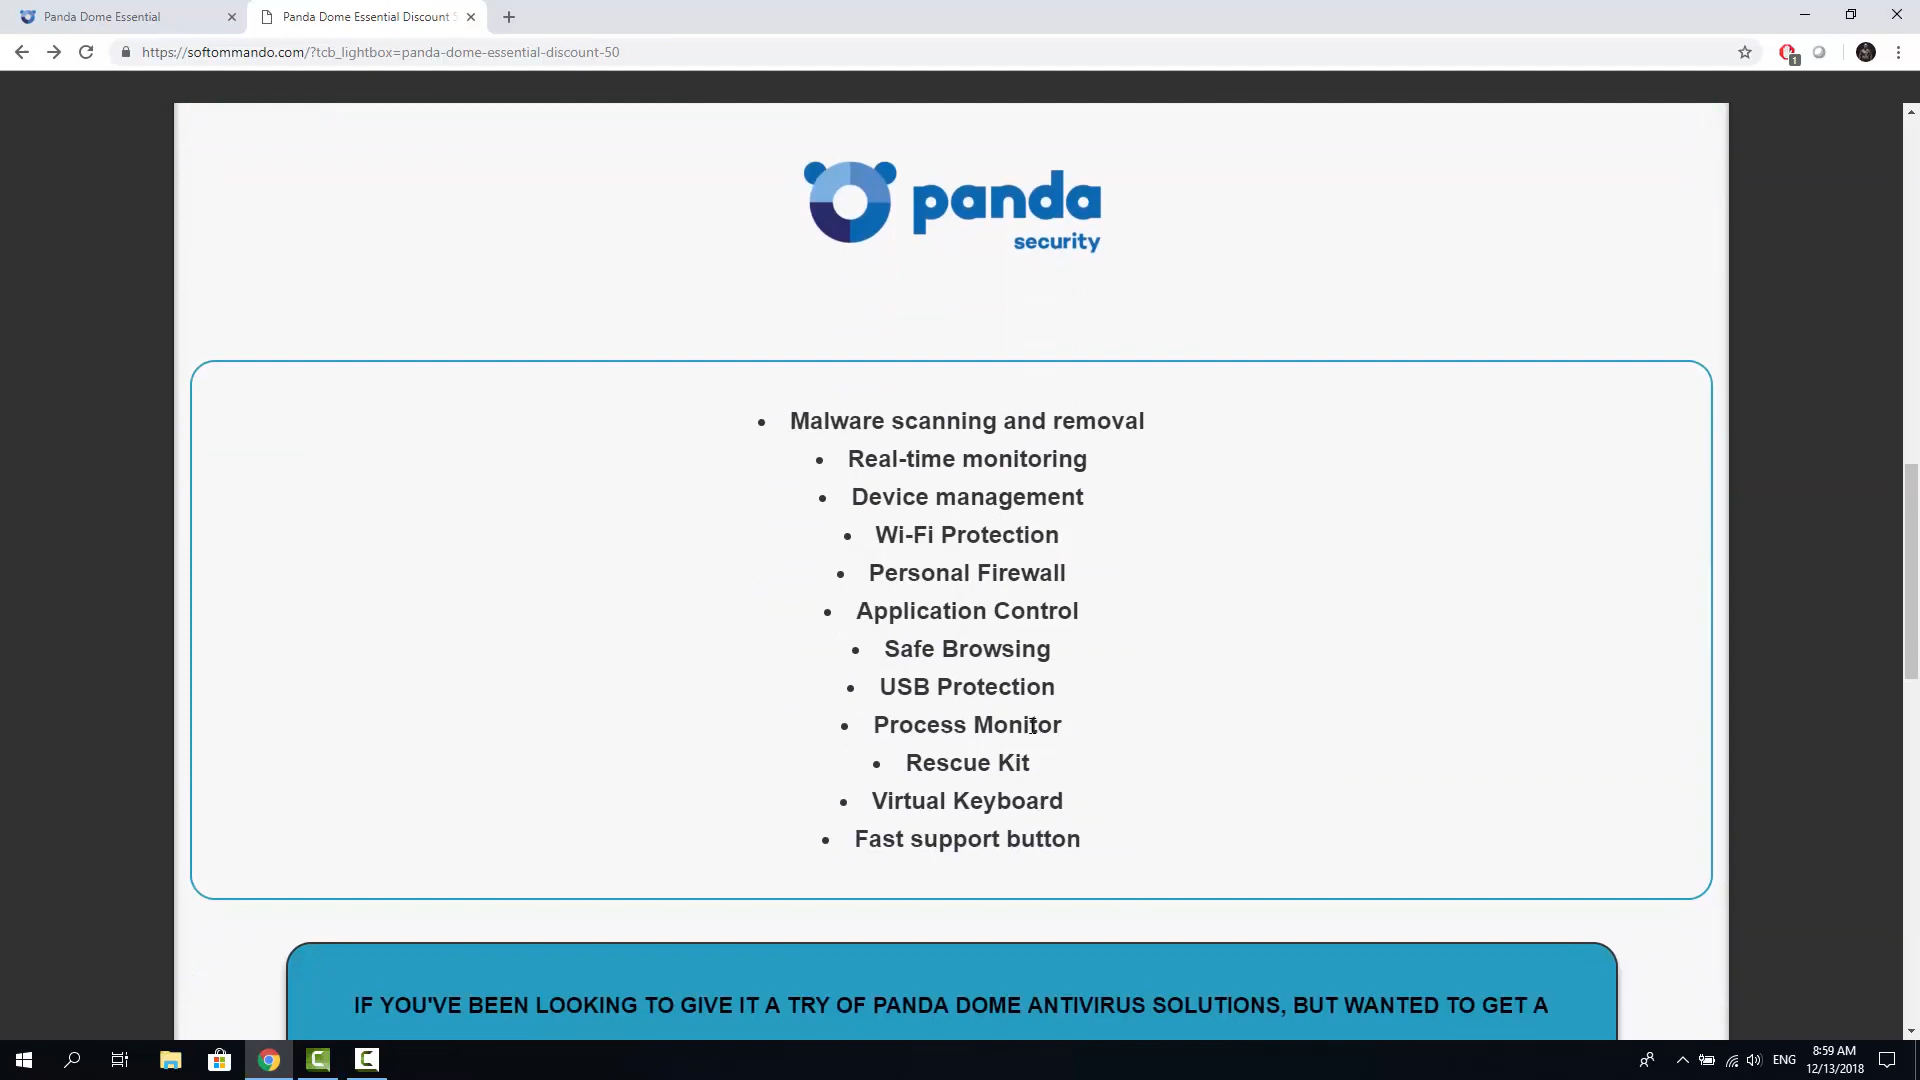 Panda Dome Essential
Panda Dome Essential Discount 5
https://softommando.com/?tcb_lightbox=panda-dome-essential-discount-50
1
panda
security
• Malware scanning and removal
• Real-time monitoring
• Device management
• Wi-Fi Protection
• Personal Firewall
• Application Control
• Safe Browsing
• USB Protection
• Process Monitor
• Rescue Kit
• Virtual Keyboard
• Fast support button
IF YOU'VE BEEN LOOKING TO GIVE IT A TRY OF PANDA DOME ANTIVIRUS SOLUTIONS, BUT WANTED TO GET A
ENG
8:59 AM
12/13/2018